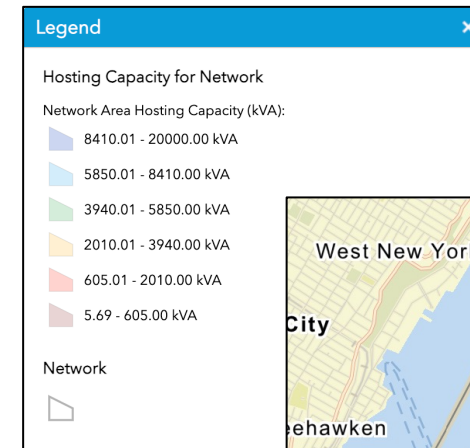 Legend ×
Hosting Capacity for Network
Network Area Hosting Capacity (kVA):
8410.01 - 20000.00 kVA
5850.01 - 8410.00 kVA
3940.01 - 5850.00 kVA
2010.01 - 3940.00 kVA
605.01 - 2010.00 kVA
5.69 - 605.00 kVA
Network
West New Yor
City
eehawken